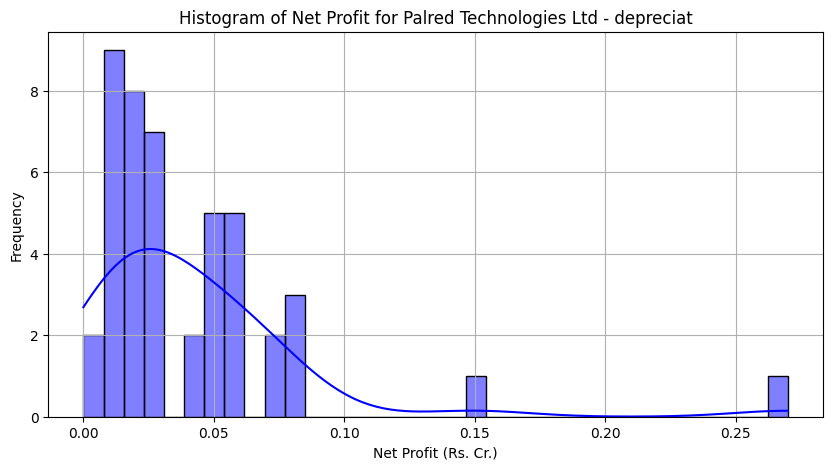 Histogram of Net Profit for Palred Technologies Ltd - depreciat
8
6
4
2
0
Frequency
0.00 0.05 0.10 0.15 0.20 0.25
Net Profit (Rs. Cr.)